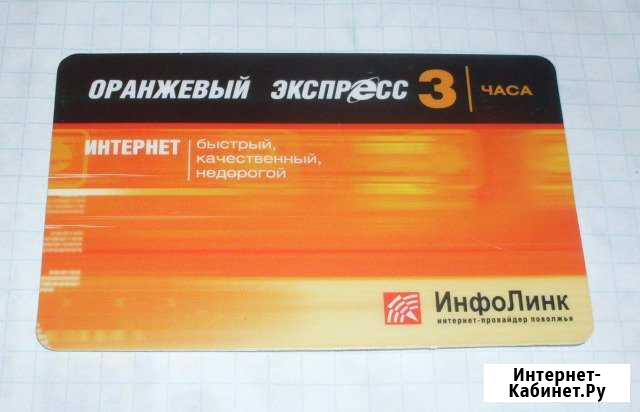 ОРАНЖЕВЫЙ ЭКСПРЕСС 3 ЧАСА
ИНТЕРНЕТ
быстрый,
качественный,
недорогой
ИнфоЛинк
интернет-провайдер поволжья
Интернет-
Кабинет.Ру